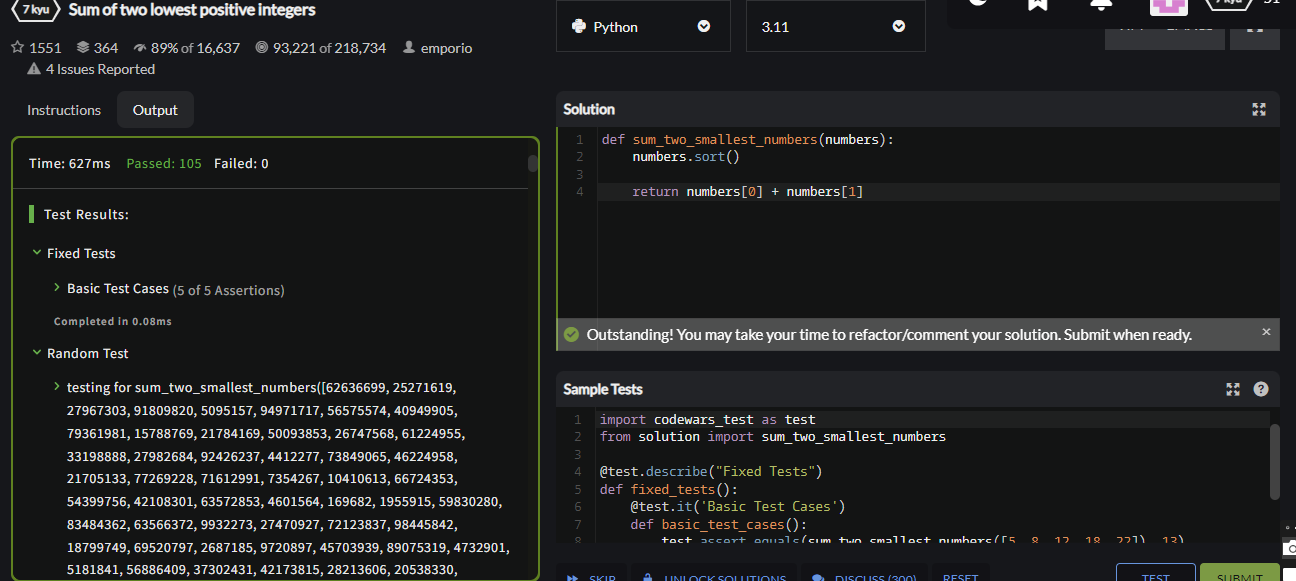 7 kyu Sum of two lowest positive integers
1551 364 89% of 16,637 93,221 of 218,734 emporio
4 Issues Reported
Instructions Output
Time: 627ms Passed: 105 Failed: 0
Test Results:
Fixed Tests
Basic Test Cases (5 of 5 Assertions)
Completed in 0.08ms
Random Test
testing for sum_two_smallest_numbers([62636699, 25271619,
27967303, 91809820, 5095157, 94971717, 56575574, 40949905,
79361981, 15788769, 21784169, 50093853, 26747568, 61224955,
33198888, 27982684, 92426237, 4412277, 73849065, 46224958,
21705133, 77269228, 71612991, 7354267, 10410613, 66724353,
54399756, 42108301, 63572853, 4601564, 169682, 1955915, 59830280,
83484362, 63566372, 9932273, 27470927, 72123837, 98445842,
18799749, 69520797, 2687185, 9720897, 45703939, 89075319, 4732901,
5181841, 56886409, 37302431, 42173815, 28213606, 20538330,
Python 3.11
Solution
1 def sum_two_smallest_numbers(numbers):
2 numbers.sort()
3
4 return numbers[0] + numbers[1]
Outstanding! You may take your time to refactor/comment your solution. Submit when ready. ×
Sample Tests ?
1 import codewars_test as test
2 from solution import sum_two_smallest_numbers
3
4 @test.describe("Fixed Tests")
5 def fixed_tests():
6 @test.it('Basic Test Cases')
7 def basic_test_cases():
8 test.assert_equals(sum_two_smallest_numbers([5, 8, 12, 18, 22]), 13)
SKIP UNLOCK SOLUTIONS DISCUSS (300) RESET TEST SUBMIT